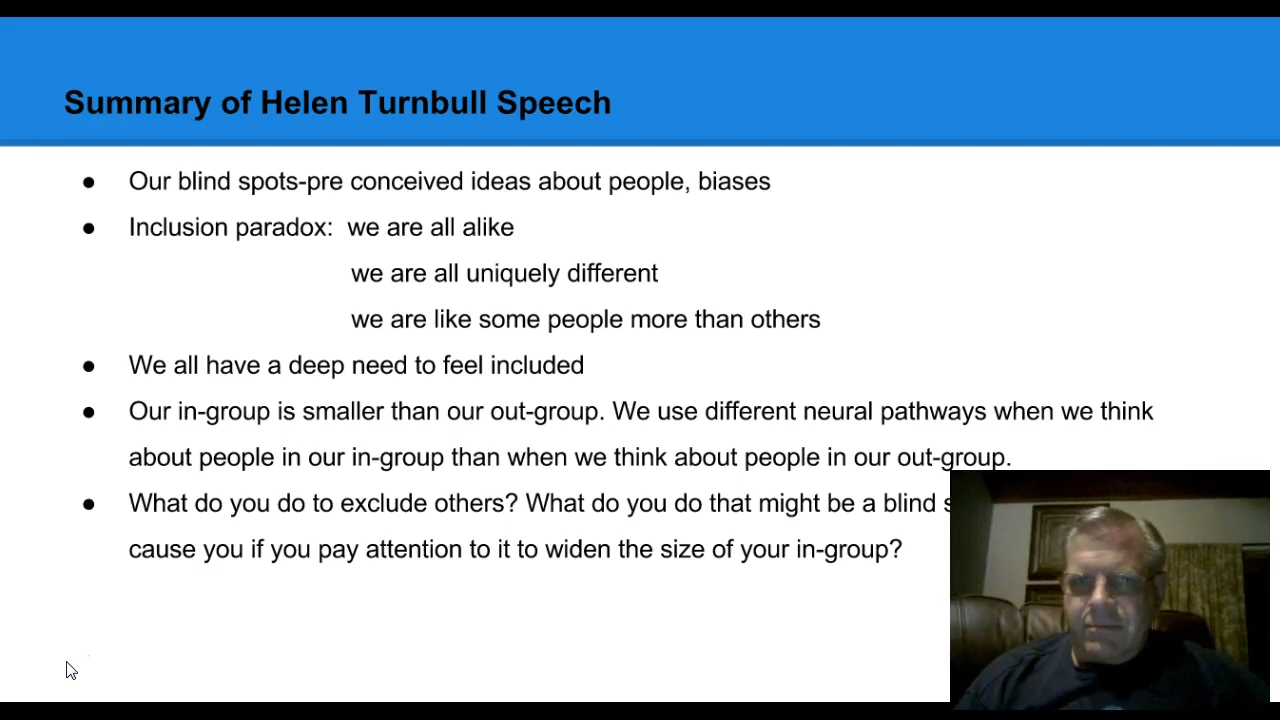 Summary of Helen Turnbull Speech
● Our blind spots-pre conceived ideas about people, biases
● Inclusion paradox: we are all alike
we are all uniquely different
we are like some people more than others
● We all have a deep need to feel included
● Our in-group is smaller than our out-group. We use different neural pathways when we think
about people in our in-group than when we think about people in our out-group.
● What do you do to exclude others? What do you do that might be a blind
cause you if you pay attention to it to widen the size of your in-group?